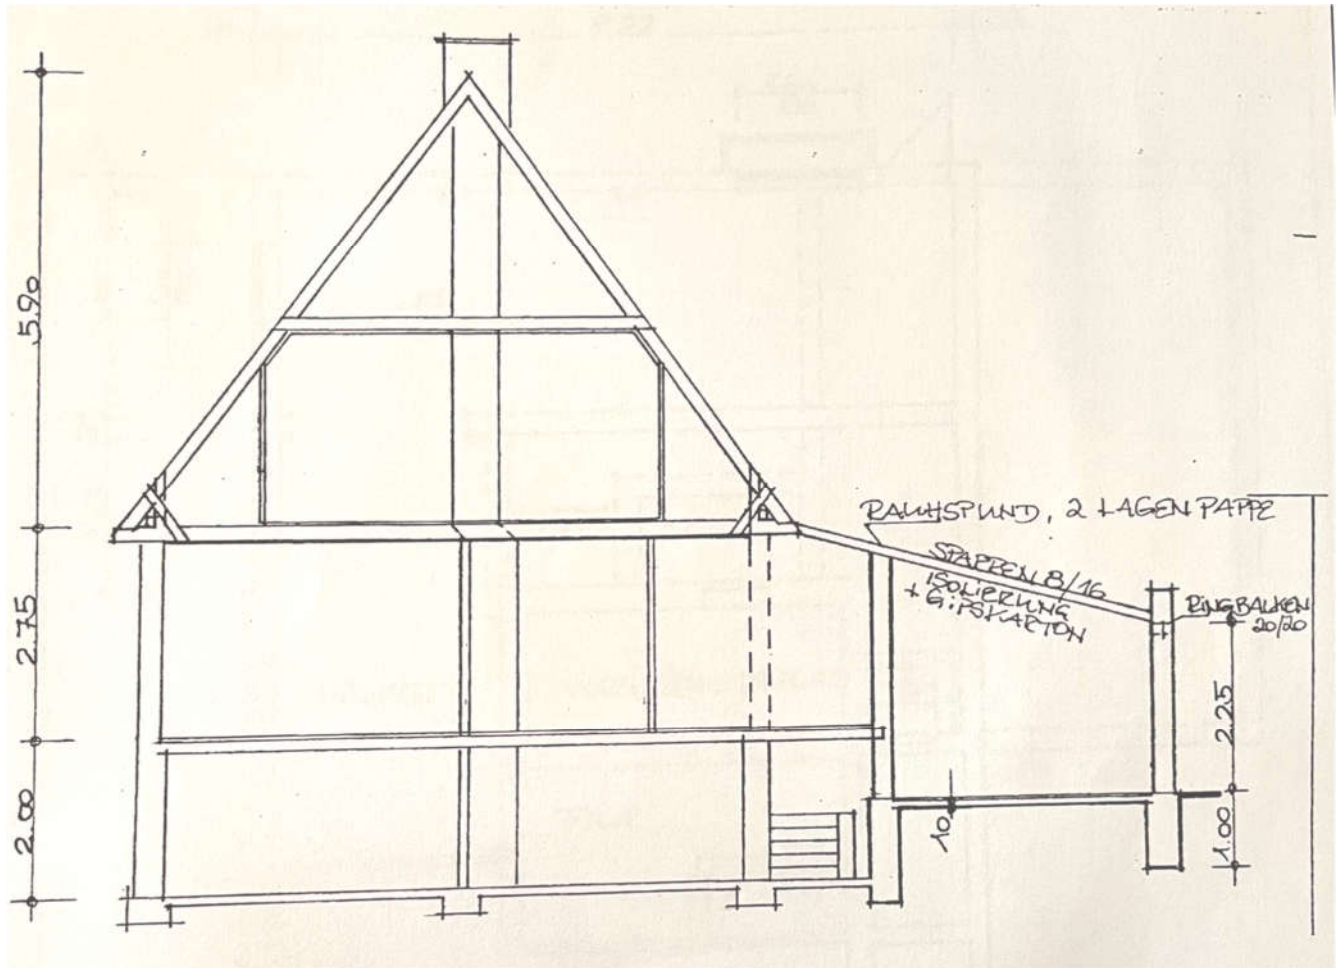 5.90
2.75
2.00
RAUHSPUND, 2 LAGEN PAPPE
SPARREN 8/16
ISOLIERUNG
+ GIPSKARTON
RINGBALKEN
20/20
2.25
1.00
10